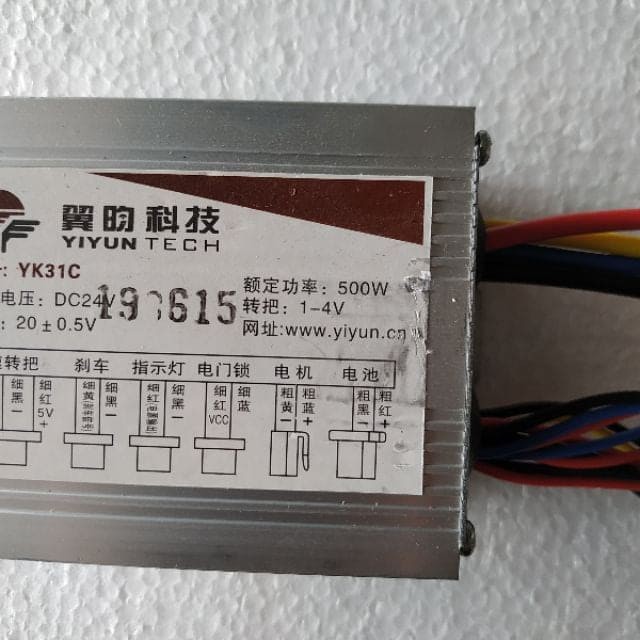 翼昀科技
YIYUN TECH
: YK31C
电压: DC24V
: 20±0.5V
额定功率: 500W
转把: 1-4V
网址:www.yiyun.cn
转把 刹车 指示灯 电门锁 电机 电池
细黑 - 细红 5V + 细黄 细黑 - 细红 细黑 - 细红 VCC 细蓝 粗黄 - 粗蓝 + 粗黑 - 粗红 +